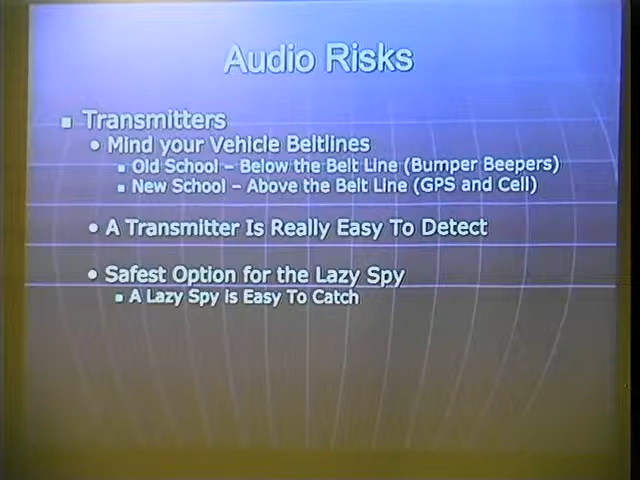 Audio Risks
Transmitters
Mind your Vehicle Beltlines
Old School – Below the Belt Line (Bumper Beepers)
New School – Above the Belt Line (GPS and Cell)
A Transmitter Is Really Easy To Detect
Safest Option for the Lazy Spy
A Lazy Spy is Easy To Catch